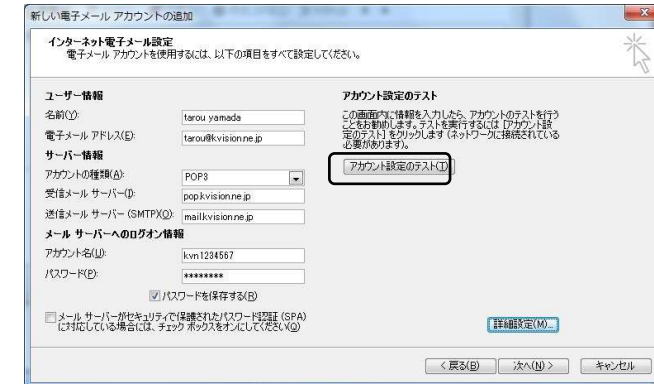 新しい電子メール アカウントの追加
インターネット電子メール設定
電子メール アカウントを使用するには、以下の項目をすべて設定してください。
ユーザー情報
名前(Y):
tarou yamada
電子メール アドレス(E):
tarou@kvision.ne.jp
サーバー情報
アカウントの種類(A):
POP3
受信メール サーバー(I):
pop.kvision.ne.jp
送信メール サーバー (SMTP)(O):
mail.kvision.ne.jp
メール サーバーへのログオン情報
アカウント名(U):
kvn1234567
パスワード(P):
********
パスワードを保存する(R)
メール サーバーがセキュリティで保護されたパスワード認証 (SPA)
に対応している場合には、チェック ボックスをオンにしてください(Q)
アカウント設定のテスト
この画面内に情報を入力したら、アカウントのテストを行う
ことをお勧めします。テストを実行するには [アカウント設
定のテスト] をクリックします (ネットワークに接続されている
必要があります)。
アカウント設定のテスト(T)
詳細設定(M)...
< 戻る(B)
次へ(N) >
キャンセル